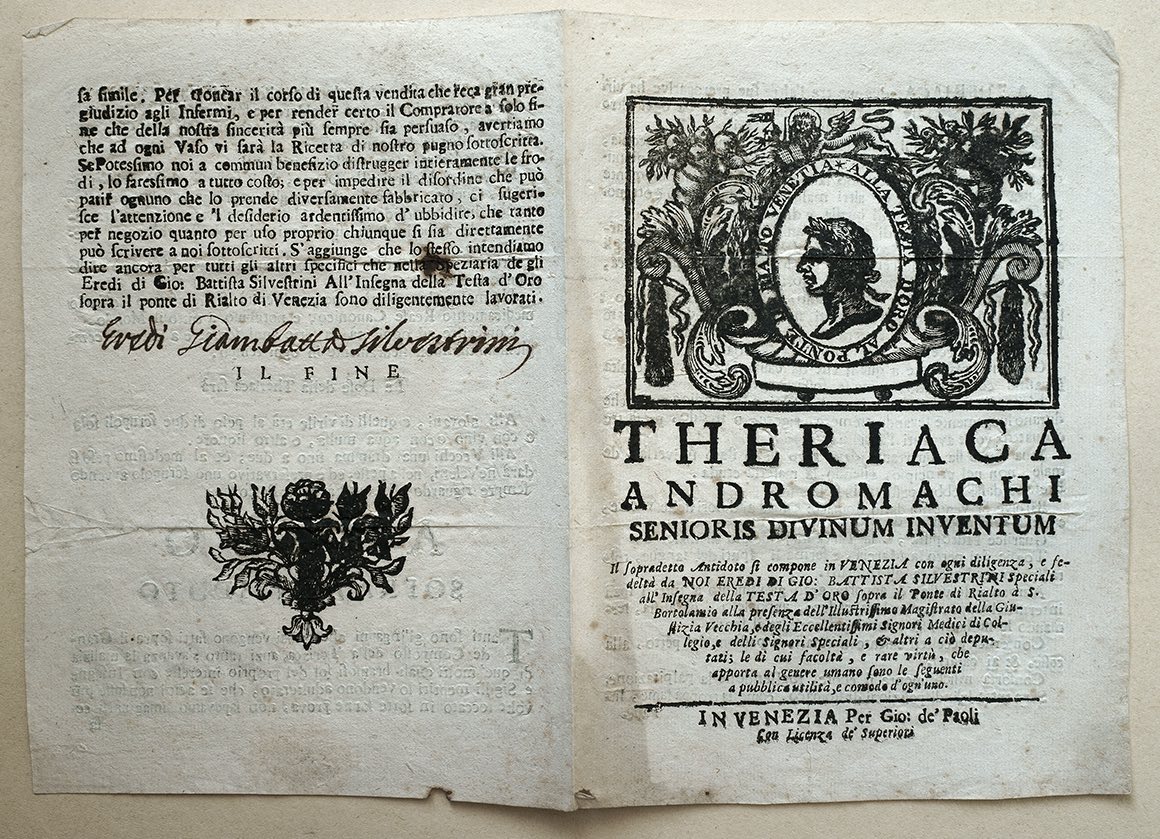 sa simile. Per troncar il corso di questa vendita che reca gran pre-
giudizio agli Infermi, e per render certo il Compratore a solo fi-
ne che della nostra sincerità più sempre sia persuaso, avertiamo
che ad ogni Vaso vi sarà la Ricetta di nostro pugno sottoscritta.
Se Potessimo noi a commun benefizio distrugger intieramente le fro-
di, lo faressimo a tutto costo; e per impedire il disordine che può
patir ognuno che lo prende diversamente fabbricato, ci sugeri-
sce l'attenzione e 'l desiderio ardentissimo d'ubbidire, che tanto
per negozio quanto per uso proprio chiunque si sia direttamente
può scrivere a noi sottoscritti. S'aggiunge che lo stesso intendiamo
dire ancora per tutti gli altri specifici che nella Speziaria de gli
Eredi di Gio: Battista Silvestrini All'Insegna della Testa d'Oro
sopra il ponte di Rialto di Venezia sono diligentemente lavorati.
Eredi Giambatta Silvestrini
IL FINE
AL PONTE DI RIALTO VENETIA * ALLA TESTA D'ORO
THERIACA
ANDROMACHI
SENIORIS DIVINUM INVENTUM
Il sopradetto Antidoto si compone in VENEZIA con ogni diligenza, e fe-
deltà da NOI EREDI DI GIO: BATTISTA SILVESTRINI Speciali
all'Insegna della TESTA D'ORO sopra il Ponte di Rialto à S.
Bortolamio alla presenza dell'Illustrissimo Magistrato della Giu-
stizia Vecchia, e degli Eccellentissimi Signori Medici di Col-
legio, e delli Signori Speciali, & altri a ciò depu-
tati; le di cui facoltà, e rare virtù, che
apporta al genere umano sono le seguenti
a pubblica utilità, e comodo d'ogn'uno.
IN VENEZIA Per Gio: de' Paoli
Con Licenza de' Superiori